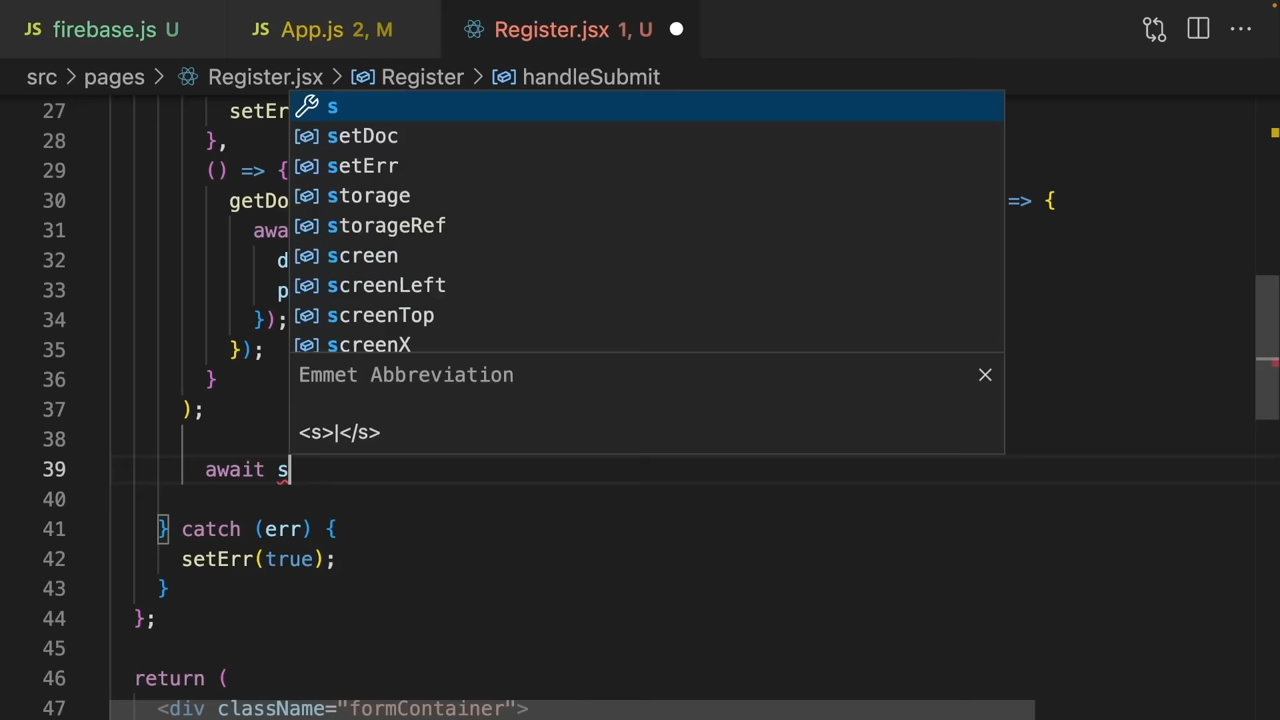 JS firebase.js U JS App.js 2, M Register.jsx 1, U
src > pages > Register.jsx > Register > handleSubmit
27 setEr
28 },
29 () => {
30 getDo => {
31 awa
32 d
33 p
34 });
35 });
36 }
37 );
38
39 await s
40
41 } catch (err) {
42 setErr(true);
43 }
44 };
45
46 return (
47 <div className="formContainer">
s
setDoc
setErr
storage
storageRef
screen
screenLeft
screenTop
screenX
Emmet Abbreviation
<s>|</s>